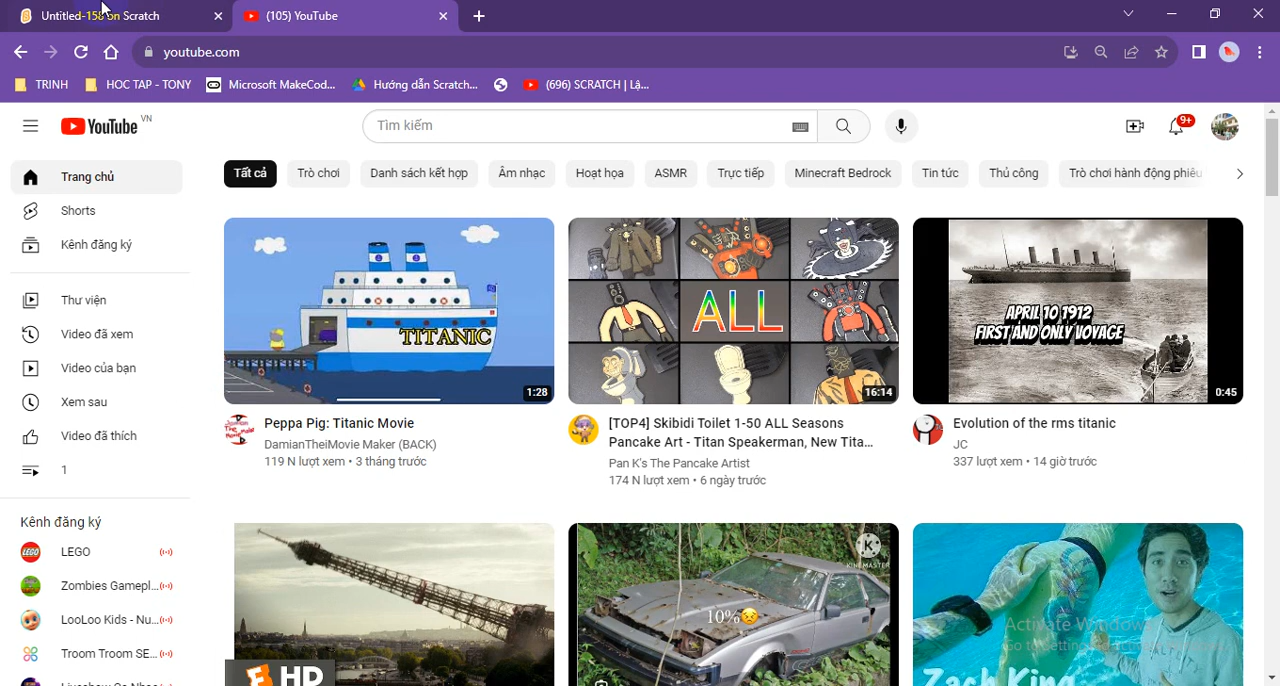 Untitled-158 on Scratch
(105) YouTube
youtube.com
TRINH
HOC TAP - TONY
Microsoft MakeCod...
Hướng dẫn Scratch...
(696) SCRATCH | Lậ...
YouTube VN
Tìm kiếm
9+
Tất cả
Trò chơi
Danh sách kết hợp
Âm nhạc
Hoạt họa
ASMR
Trực tiếp
Minecraft Bedrock
Tin tức
Thủ công
Trò chơi hành động phiêu
Trang chủ
Shorts
Kênh đăng ký
Thư viện
Video đã xem
Video của bạn
Xem sau
Video đã thích
1
Kênh đăng ký
LEGO
Zombies Gamepl...
LooLoo Kids - Nu...
Troom Troom SE...
TITANIC
1:28
Peppa Pig: Titanic Movie
DamianTheiMovie Maker (BACK)
119 N lượt xem • 3 tháng trước
ALL
16:14
[TOP4] Skibidi Toilet 1-50 ALL Seasons
Pancake Art - Titan Speakerman, New Tita...
Pan K's The Pancake Artist
174 N lượt xem • 6 ngày trước
APRIL 10 1912
FIRST AND ONLY VOYAGE
0:45
Evolution of the rms titanic
JC
337 lượt xem • 14 giờ trước
HD
K
KINEMASTER
10%
Activate Windows
Zach King